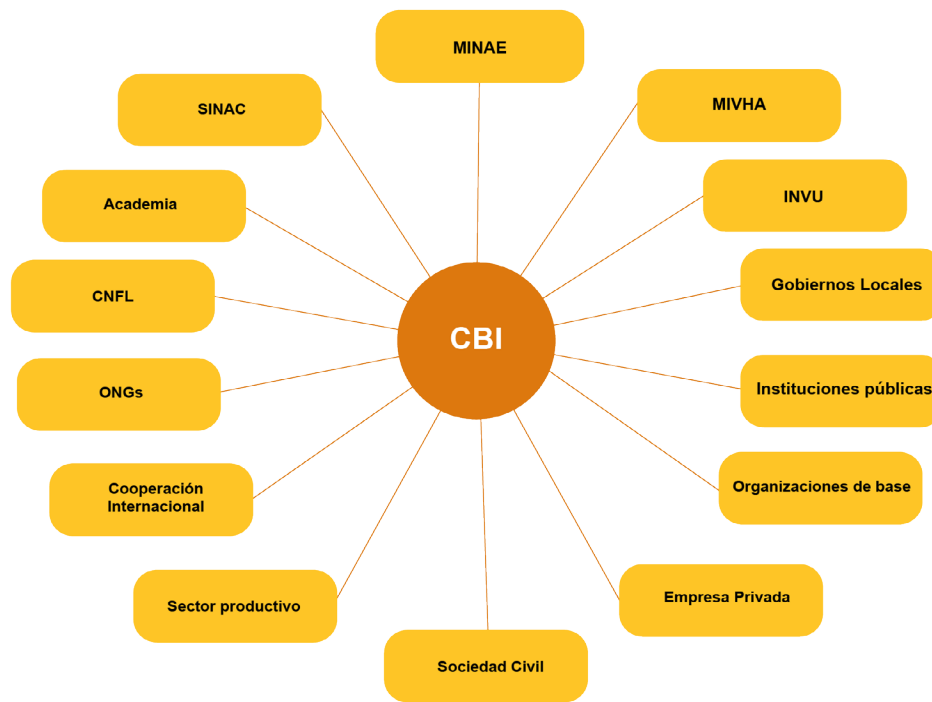 MINAE
MIVHA
INVU
Gobiernos Locales
Instituciones públicas
Organizaciones de base
Empresa Privada
Sociedad Civil
Sector productivo
Cooperación
Internacional
ONGs
CNFL
Academia
SINAC
CBI